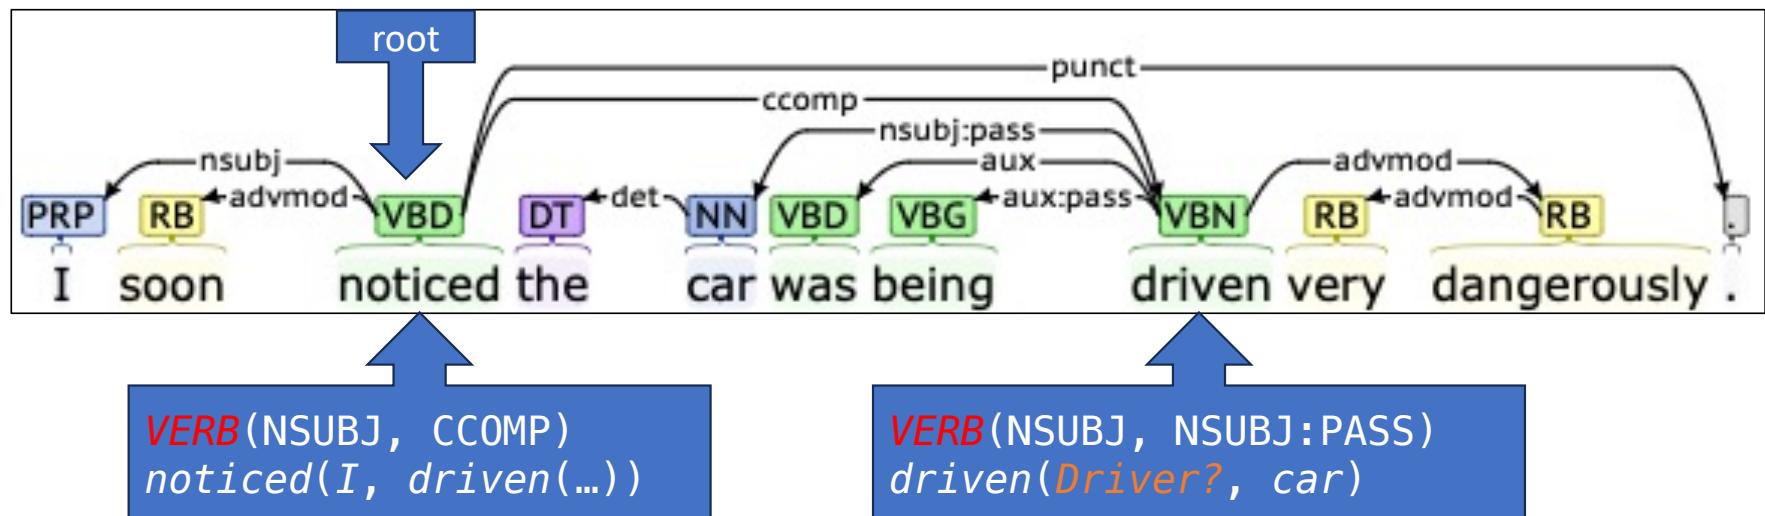 root
punct
ccomp
nsubj:pass
nsubj aux advmod
advmod det aux:pass advmod
PRP RB VBD DT NN VBD VBG VBN RB RB .
I soon noticed the car was being driven very dangerously .
VERB(NSUBJ, CCOMP)
noticed(I, driven(…))
VERB(NSUBJ, NSUBJ:PASS)
driven(Driver?, car)